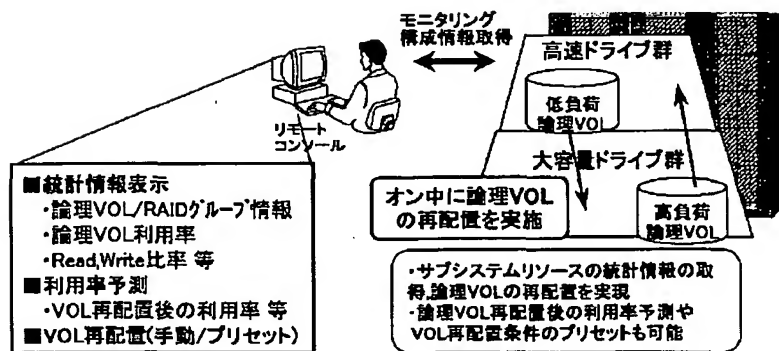 モニタリング
構成情報取得
高速ドライブ群
低負荷
論理VOL
リモート
コンソール
大容量ドライブ群
オン中に論理VOL
の再配置を実施
高負荷
論理VOL
■統計情報表示
・論理VOL/RAIDグループ情報
・論理VOL利用率
・Read,Write比率 等
■利用率予測
・VOL再配置後の利用率 等
■VOL再配置(手動/プリセット)
・サブシステムリソースの統計情報の取
得,論理VOLの再配置を実現
・論理VOL再配置後の利用率予測や
VOL再配置条件のプリセットも可能